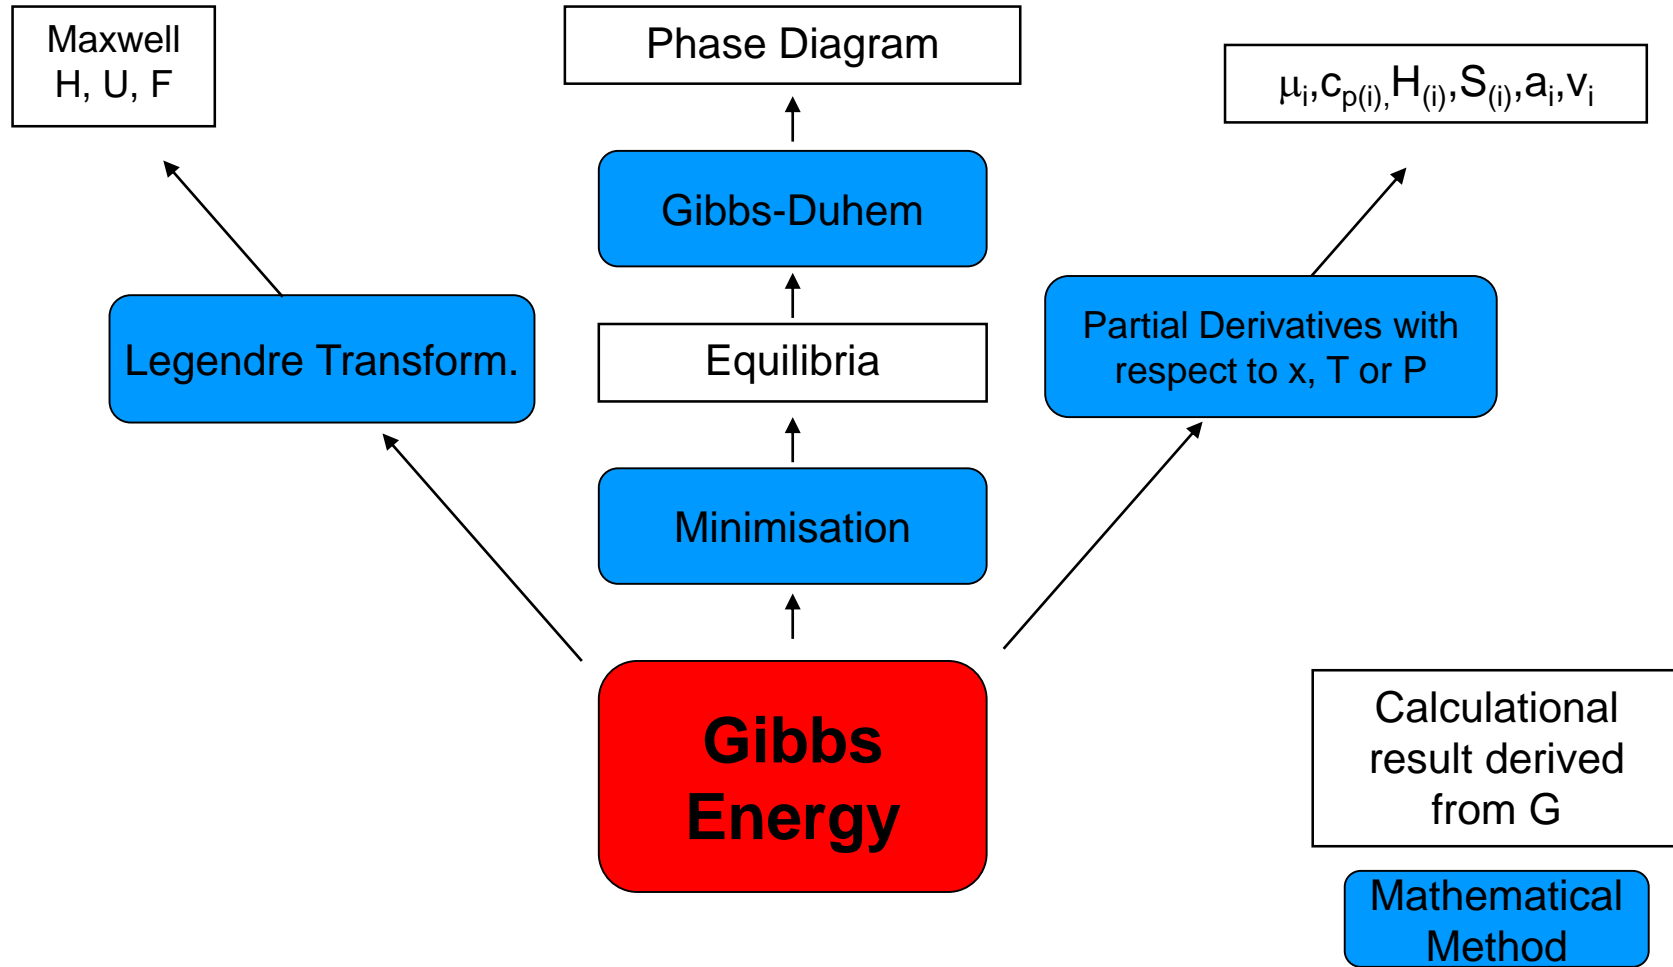 Maxwell
H, U, F
Phase Diagram
μi,cp(i),H(i),S(i),ai,vi
Gibbs-Duhem
Legendre Transform.
Equilibria
Partial Derivatives with
respect to x, T or P
Minimisation
Gibbs
Energy
Calculational
result derived
from G
Mathematical
Method